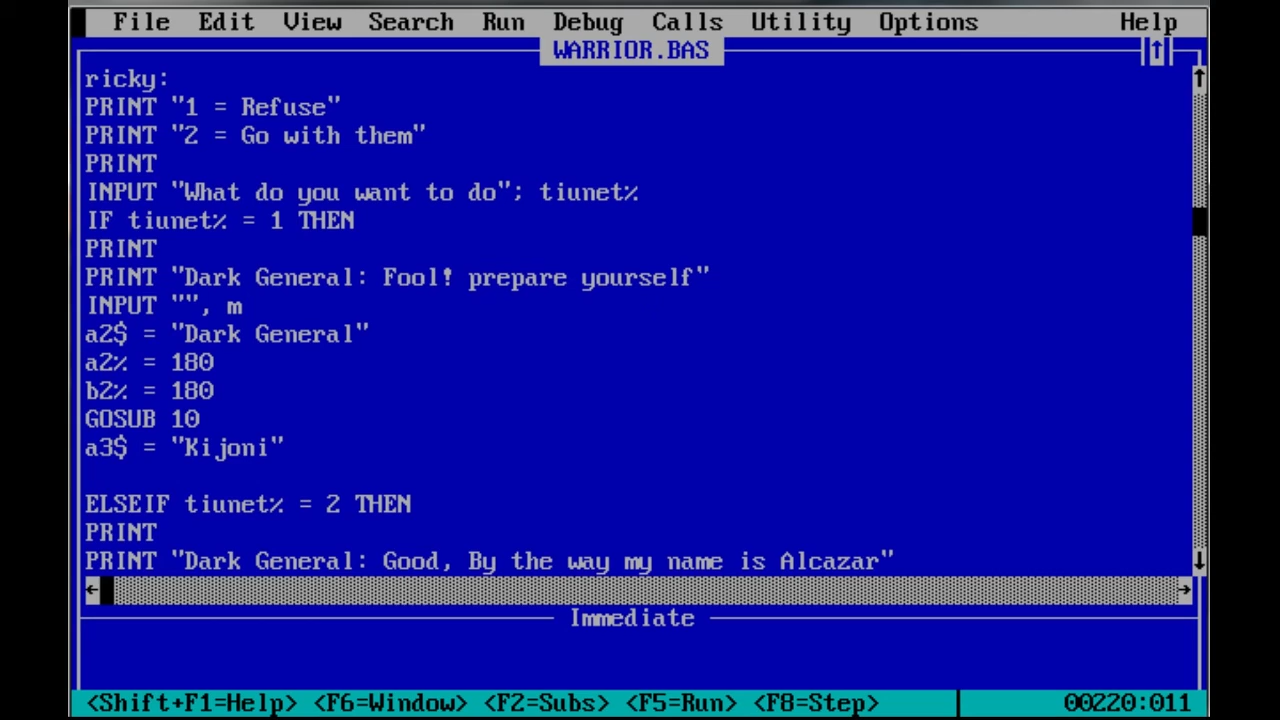 File Edit View Search Run Debug Calls Utility Options Help
WARRIOR.BAS
ricky:
PRINT "1 = Refuse"
PRINT "2 = Go with them"
PRINT
INPUT "What do you want to do"; tiunet%
IF tiunet% = 1 THEN
PRINT
PRINT "Dark General: Fool! prepare yourself"
INPUT "", m
a2$ = "Dark General"
a2% = 180
b2% = 180
GOSUB 10
a3$ = "Kijoni"
ELSEIF tiunet% = 2 THEN
PRINT
PRINT "Dark General: Good, By the way my name is Alcazar"
Immediate
<Shift+F1=Help> <F6=Window> <F2=Subs> <F5=Run> <F8=Step> 00220:011